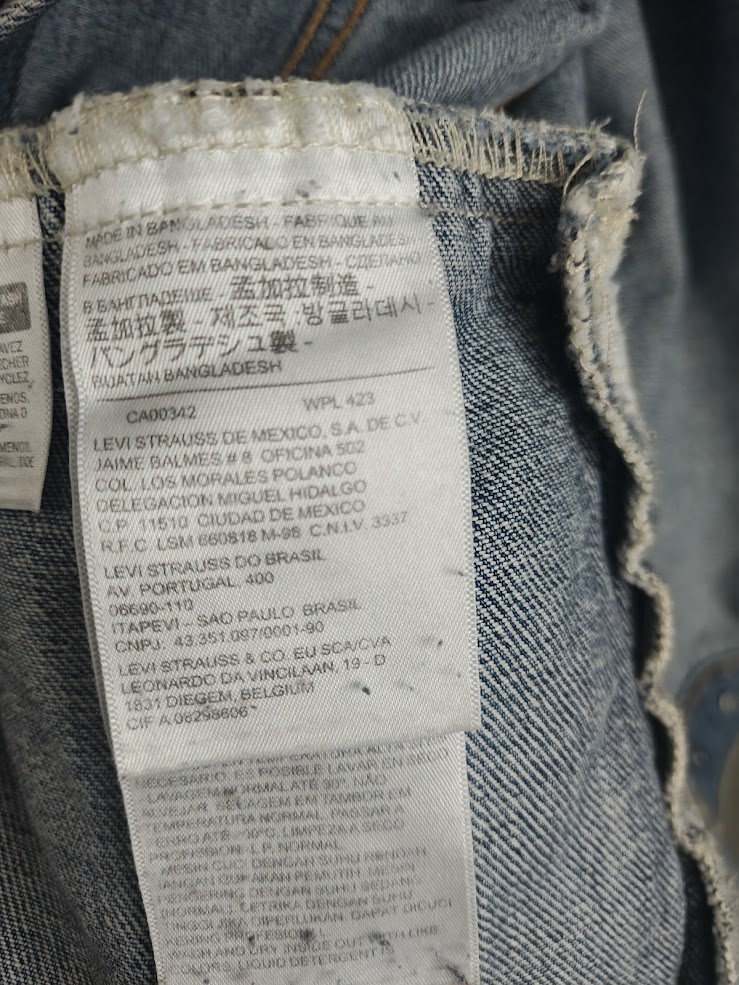 MADE IN BANGLADESH - FABRIQUE AU
BANGLADESH - FABRICADO EN BANGLADESH
FABRICADO EM BANGLADESH - СДЕЛАНО
В БАНГЛАДЕШЕ - 孟加拉制造 -
孟加拉製 - 제조국 : 방글라데시 -
バングラデシュ製 -
BUATAN BANGLADESH
CA00342 WPL 423
LEVI STRAUSS DE MEXICO, S.A. DE C.V.
JAIME BALMES # 8 OFICINA 502
COL. LOS MORALES POLANCO
DELEGACION MIGUEL HIDALGO
C.P. 11510 CIUDAD DE MEXICO
R.F.C. LSM 660818 M-98 C.N.I.V. 3337
LEVI STRAUSS DO BRASIL
AV. PORTUGAL, 400
06690-110
ITAPEVI - SAO PAULO BRASIL
CNPJ: 43.351.097/0001-90
LEVI STRAUSS & CO. EU SCA/CVA
LEONARDO DA VINCILAAN, 19 - D
1831 DIEGEM, BELGIUM
CIF A 08298606
NECESARIO. ES POSIBLE LAVAR EN SECO
LAVAGEM NORMAL ATÉ 30°. NÃO
ALVEJAR. SECAGEM EM TAMBOR EM
TEMPERATURA NORMAL. PASSAR A
FERRO ATÉ LIMPEZA A SECO
NORMAL
MESIN CUCI DENGAN SUHU RENDAH
JANGAN GUNAKAN PEMUTIH. MESIN
PENGERING DENGAN SUHU SEDANG
(NORMAL). SETRIKA DENGAN SUHU
TINGGI JIKA DIPERLUKAN. DAPAT DICUCI
KERING
WASH AND DRY INSIDE OUT WITH LIKE
COLORS. LIQUID DETERGENT IS